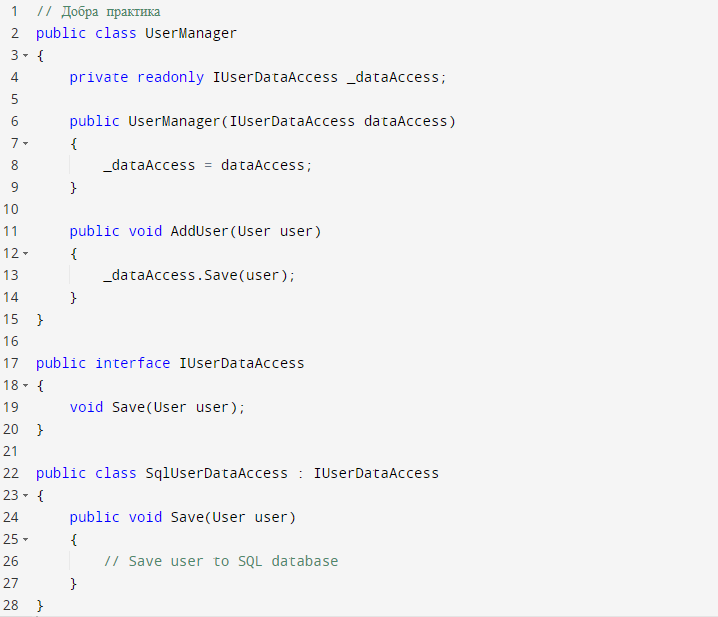 1 // Добра практика
2 public class UserManager
3 {
4     private readonly IUserDataAccess _dataAccess;
5
6     public UserManager(IUserDataAccess dataAccess)
7     {
8         _dataAccess = dataAccess;
9     }
10
11     public void AddUser(User user)
12     {
13         _dataAccess.Save(user);
14     }
15 }
16
17 public interface IUserDataAccess
18 {
19     void Save(User user);
20 }
21
22 public class SqlUserDataAccess : IUserDataAccess
23 {
24     public void Save(User user)
25     {
26         // Save user to SQL database
27     }
28 }